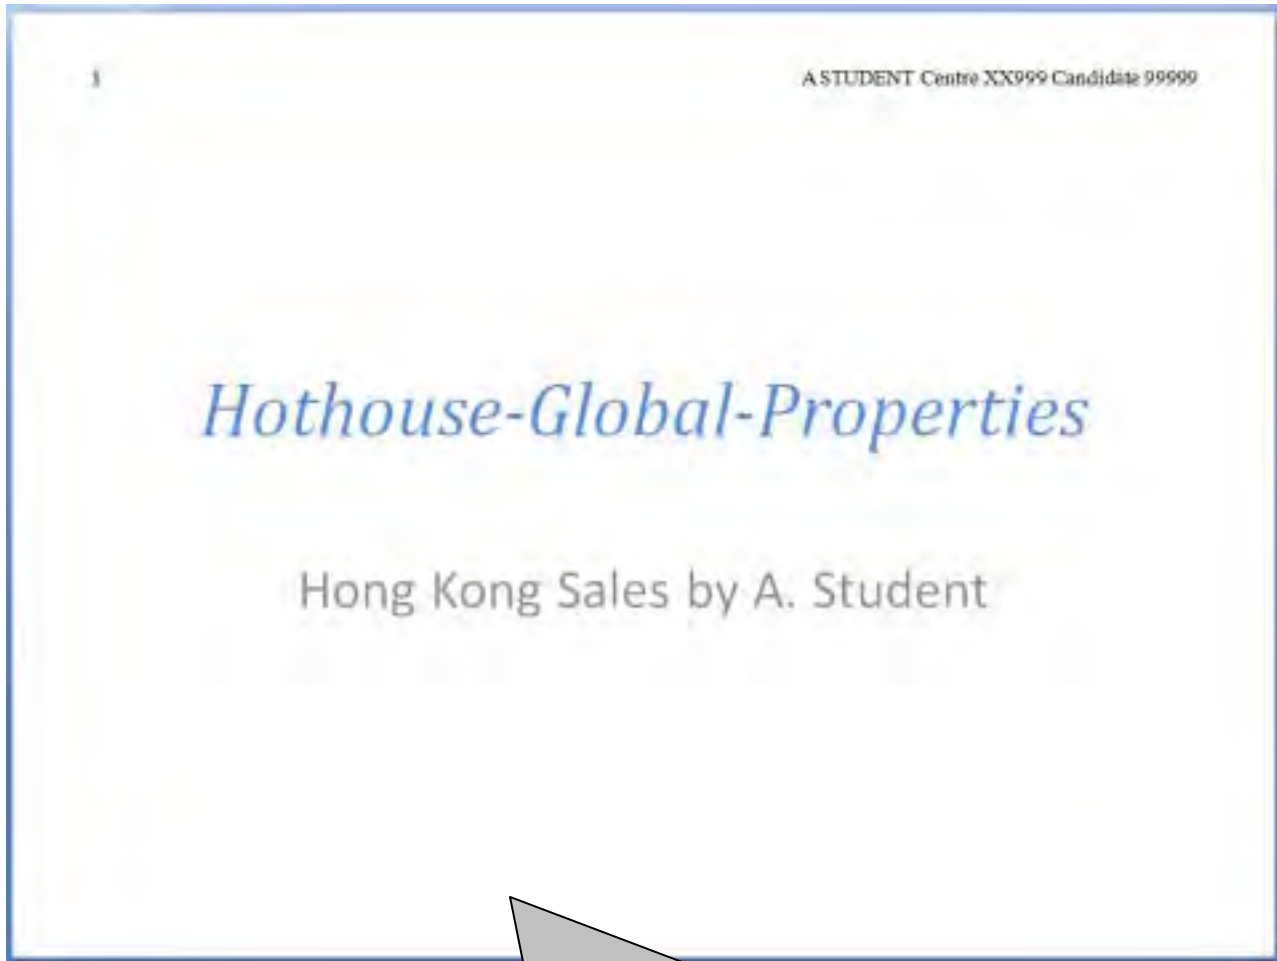 1
A STUDENT Centre XX999 Candidate 99999
Hothouse-Global-Properties
Hong Kong Sales by A. Student